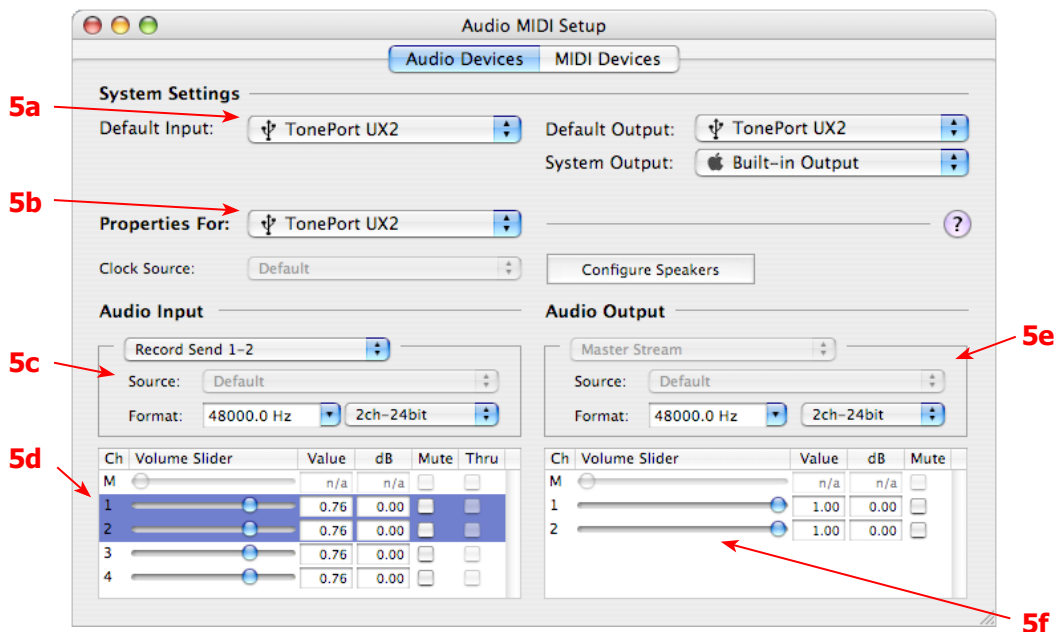 Audio MIDI Setup
Audio Devices MIDI Devices
System Settings
5a
Default Input: TonePort UX2 Default Output: TonePort UX2
System Output: Built-in Output
5b
Properties For: TonePort UX2 ?
Clock Source: Default Configure Speakers
Audio Input Audio Output
5e
Record Send 1-2 Master Stream
5c
Source: Default Source: Default
Format: 48000.0 Hz 2ch-24bit Format: 48000.0 Hz 2ch-24bit
5d
Ch Volume Slider Value dB Mute Thru Ch Volume Slider Value dB Mute
M n/a n/a M n/a n/a
1 0.76 0.00 1 1.00 0.00
2 0.76 0.00 2 1.00 0.00
3 0.76 0.00
4 0.76 0.00
5f